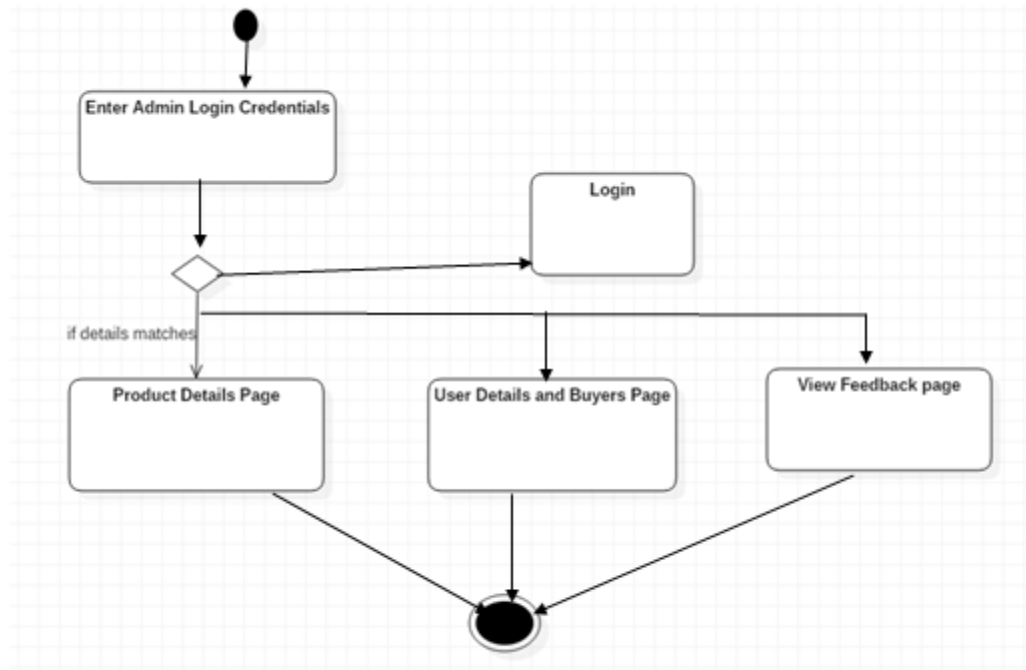 Enter Admin Login Credentials
Login
if details matches
Product Details Page
User Details and Buyers Page
View Feedback page